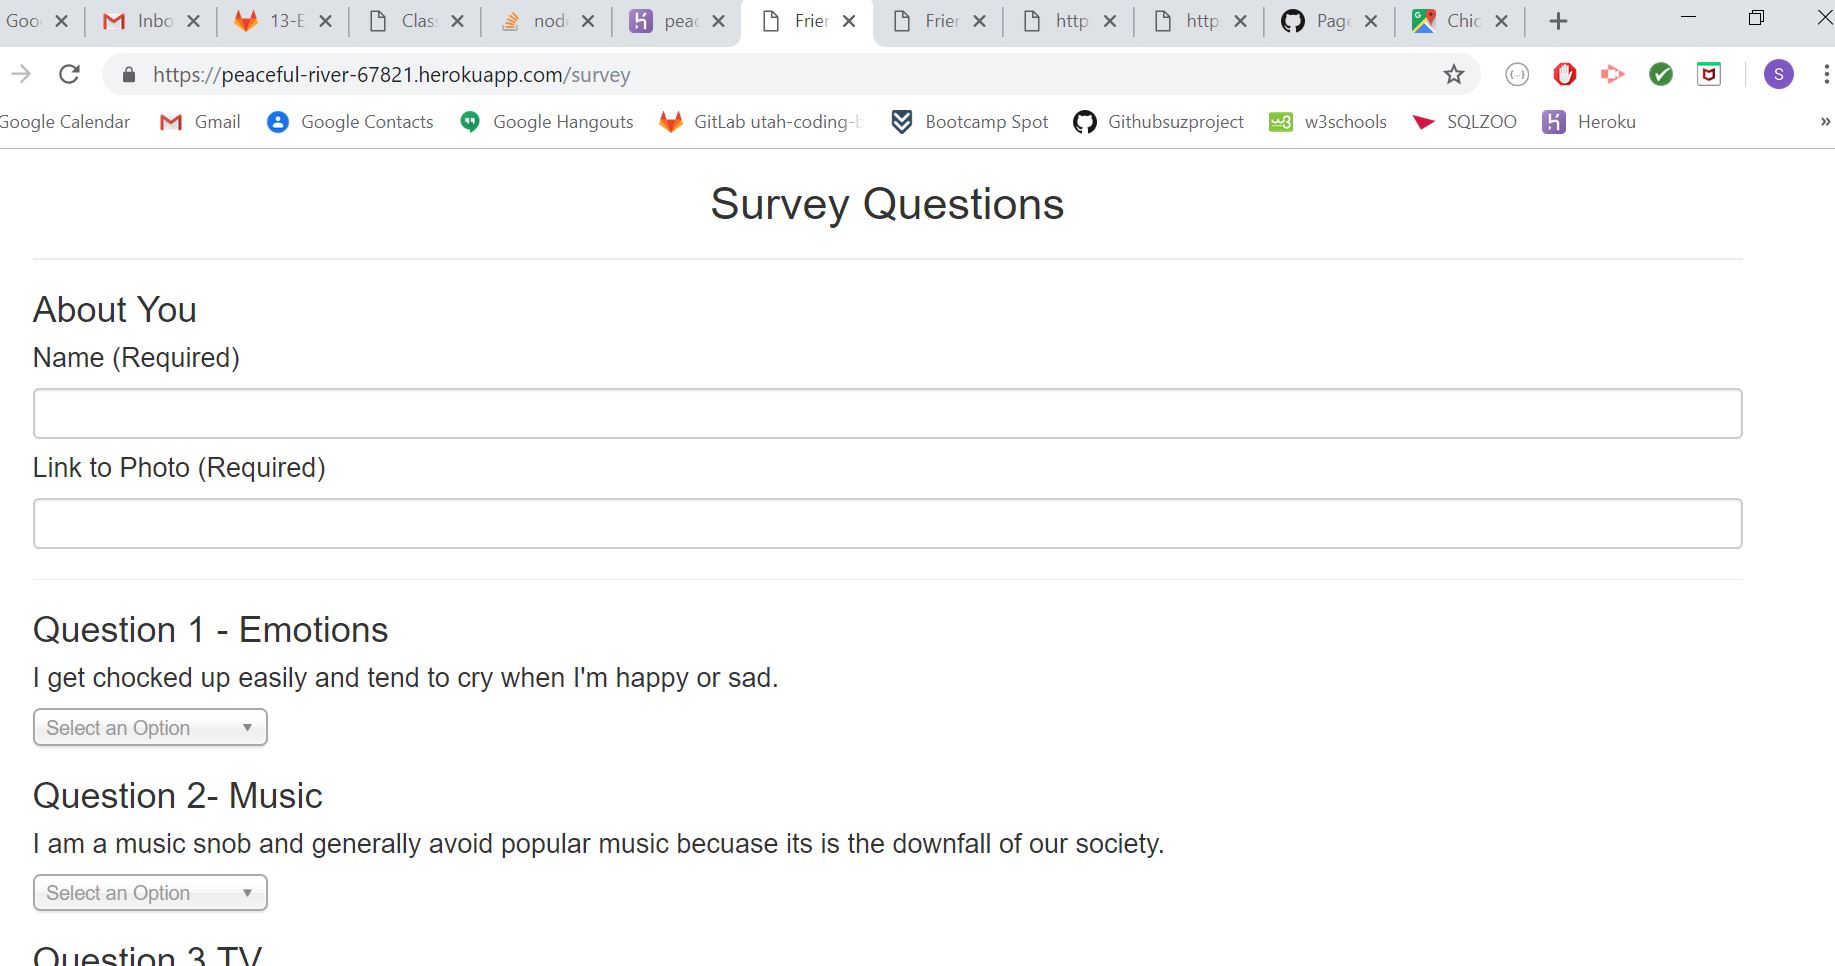 Goo Inbo 13-E Clas node peac Frier Frier http http Page Chic
https://peaceful-river-67821.herokuapp.com/survey S
Google Calendar Gmail Google Contacts Google Hangouts GitLab utah-coding-b Bootcamp Spot Githubsuzproject w3schools SQLZOO Heroku »
Survey Questions
About You
Name (Required)
Link to Photo (Required)
Question 1 - Emotions
I get chocked up easily and tend to cry when I'm happy or sad.
Select an Option
Question 2- Music
I am a music snob and generally avoid popular music becuase its is the downfall of our society.
Select an Option
Question 3 TV